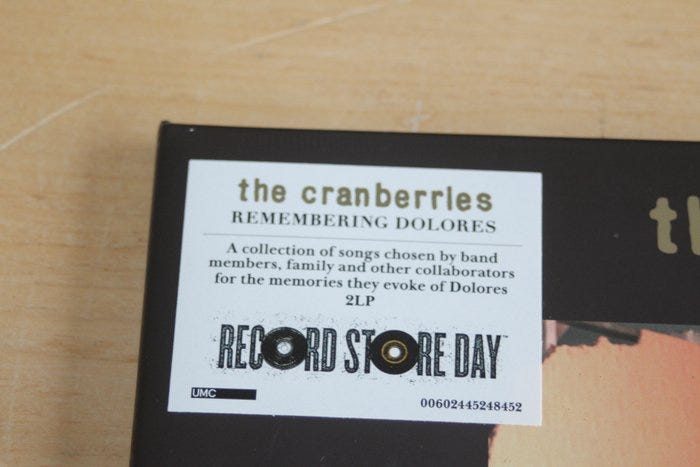 the cranberries
REMEMBERING DOLORES
A collection of songs chosen by band
members, family and other collaborators
for the memories they evoke of Dolores
2LP
RECORD STORE DAY
UMC
00602445248452
th